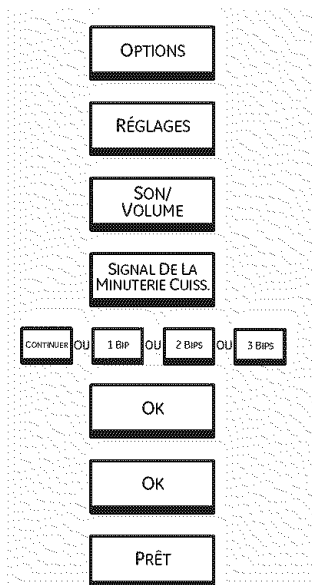 OPTIONS
RÉGLAGES
SON/
VOLUME
SIGNAL DE LA
MINUTERIE CUISS.
CONTINUER OU 1 BIP OU 2 BIPS OU 3 BIPS
OK
OK
PRÊT